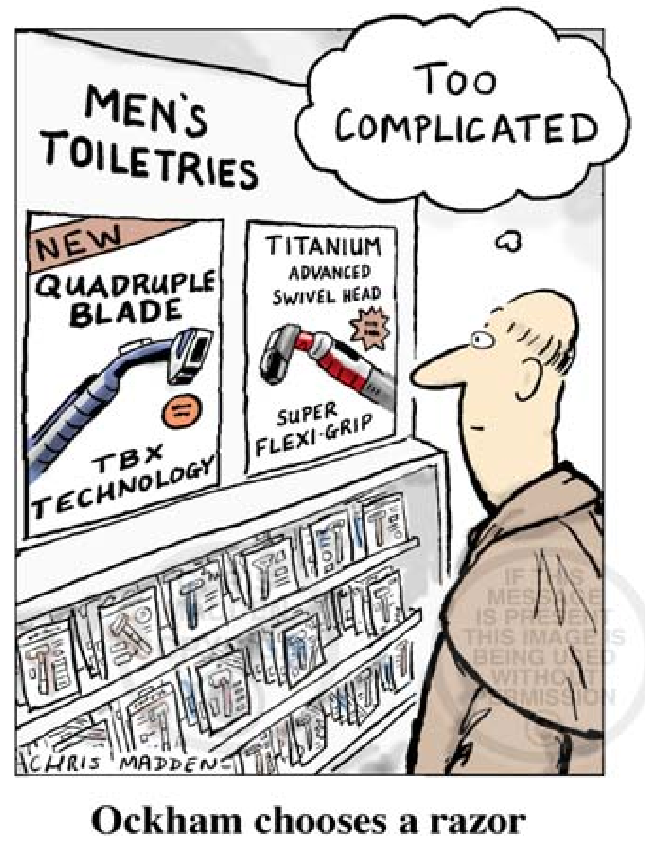 TOO
COMPLICATED
MEN'S
TOILETRIES
NEW
QUADRUPLE
BLADE
TBX
TECHNOLOGY
TITANIUM
ADVANCED
SWIVEL HEAD
SUPER
FLEXI-GRIP
IF THIS
MESSAGE
IS PRESENT
THIS IMAGE IS
BEING USED
WITHOUT
PERMISSION
©
CHRIS MADDEN
Ockham chooses a razor